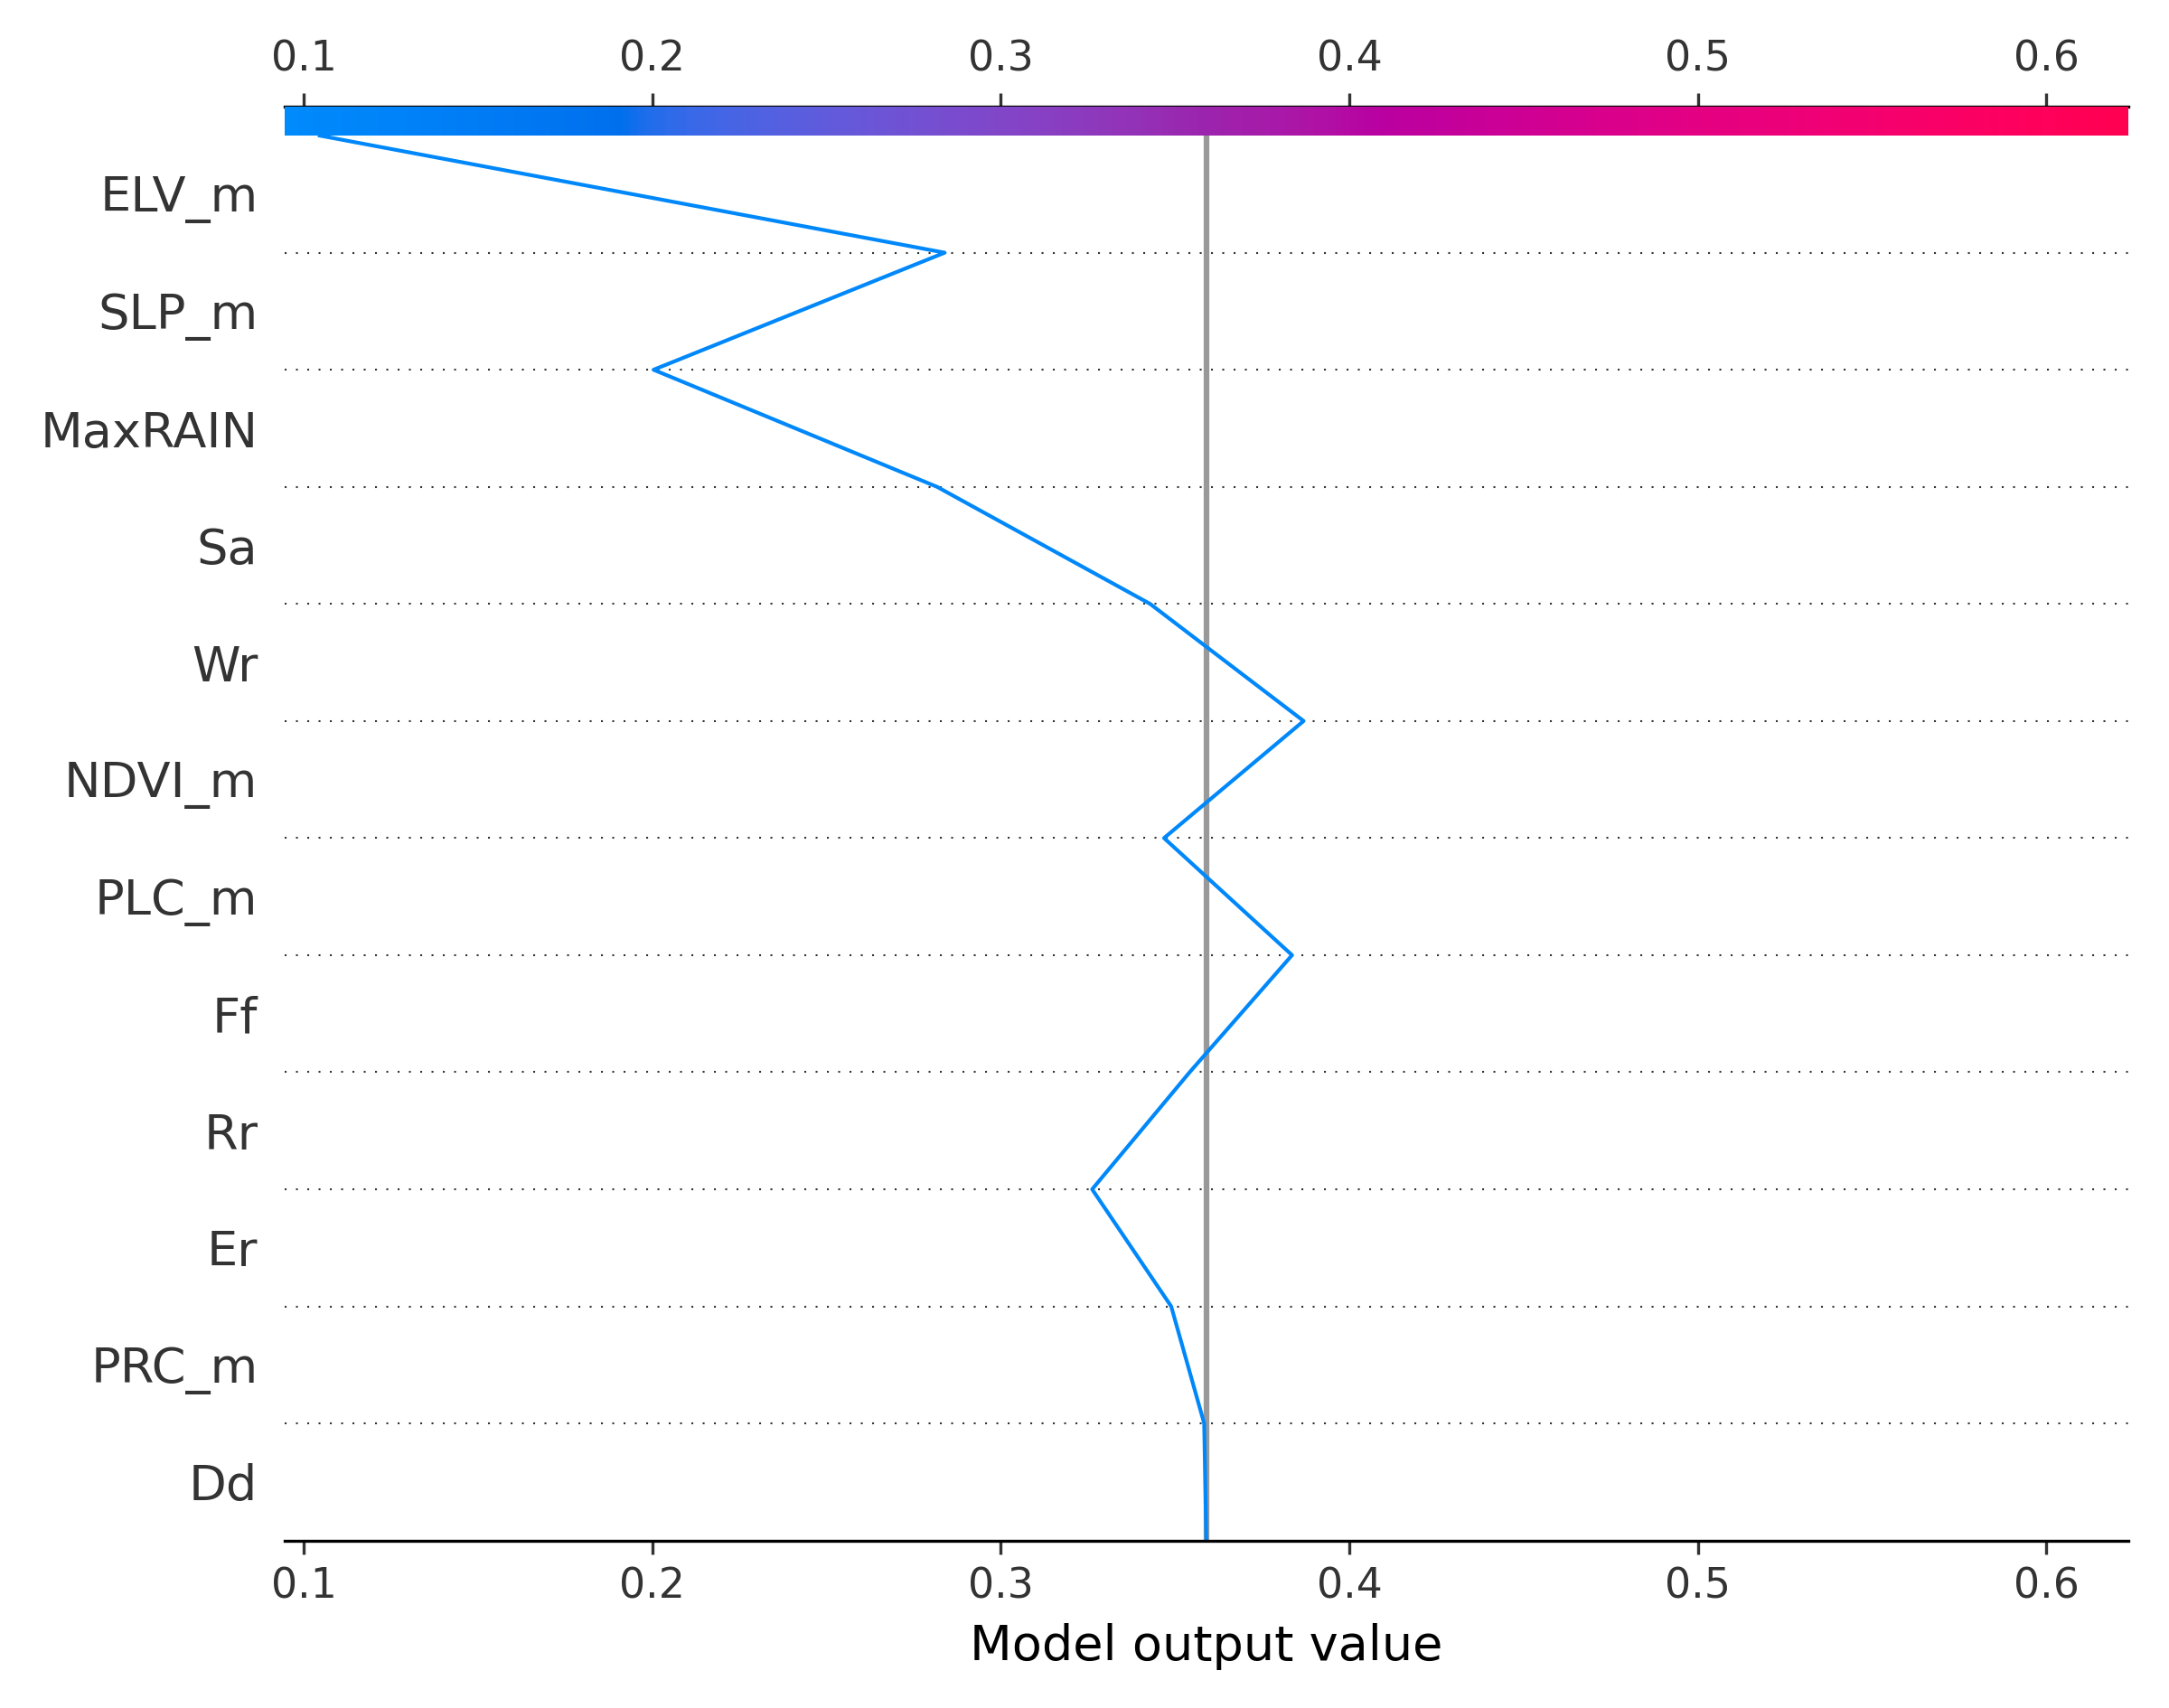 0.1 0.2 0.3 0.4 0.5 0.6
ELV_m
SLP_m
MaxRAIN
Sa
Wr
NDVI_m
PLC_m
Ff
Rr
Er
PRC_m
Dd
0.1 0.2 0.3 0.4 0.5 0.6
Model output value